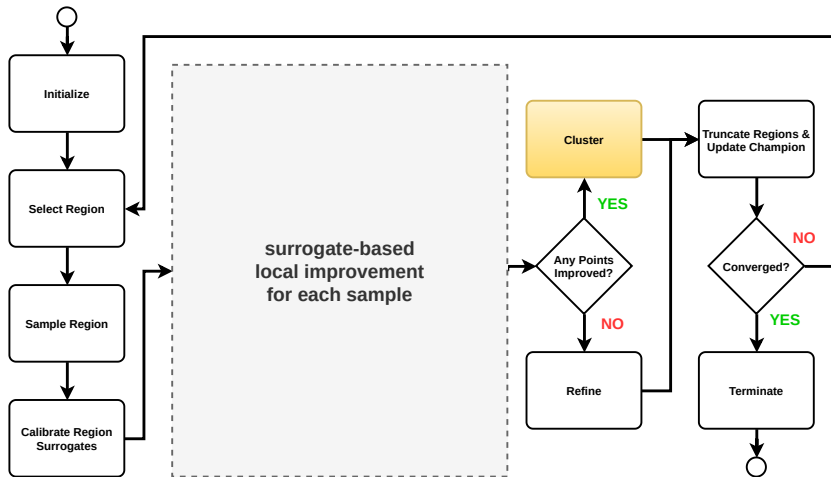 Initialize
Select Region
Sample Region
Calibrate Region
Surrogates
surrogate-based
local improvement
for each sample
Cluster
YES
Any Points
Improved?
NO
Refine
Truncate Regions &
Update Champion
Converged?
NO
YES
Terminate